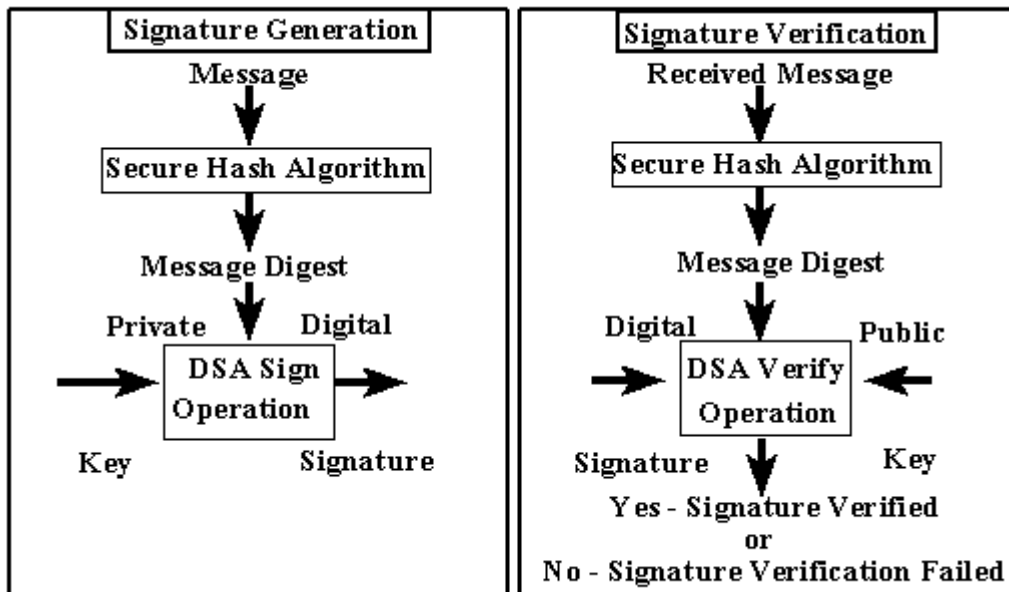 Signature Generation
Message
Secure Hash Algorithm
Message Digest
Private
Digital
DSA Sign
Operation
Key
Signature
Signature Verification
Received Message
Secure Hash Algorithm
Message Digest
Digital
Public
DSA Verify
Operation
Signature
Key
Yes - Signature Verified
or
No - Signature Verification Failed